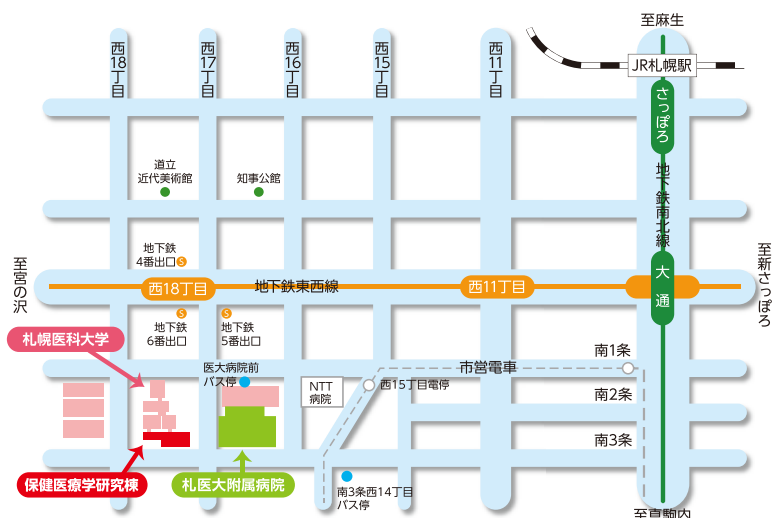 至麻生
西18丁目
西17丁目
西16丁目
西15丁目
西11丁目
JR札幌駅
さっぽろ
道立
近代美術館
知事公館
地下鉄南北線
地下鉄
4番出口
S
至宮の沢
西18丁目
地下鉄東西線
西11丁目
大通
至新さっぽろ
S
地下鉄
6番出口
S
地下鉄
5番出口
札幌医科大学
医大病院前
バス停
NTT
病院
西15丁目電停
市営電車
南1条
南2条
南3条
保健医療学研究棟
札医大附属病院
南3条西14丁目
バス停
至真駒内